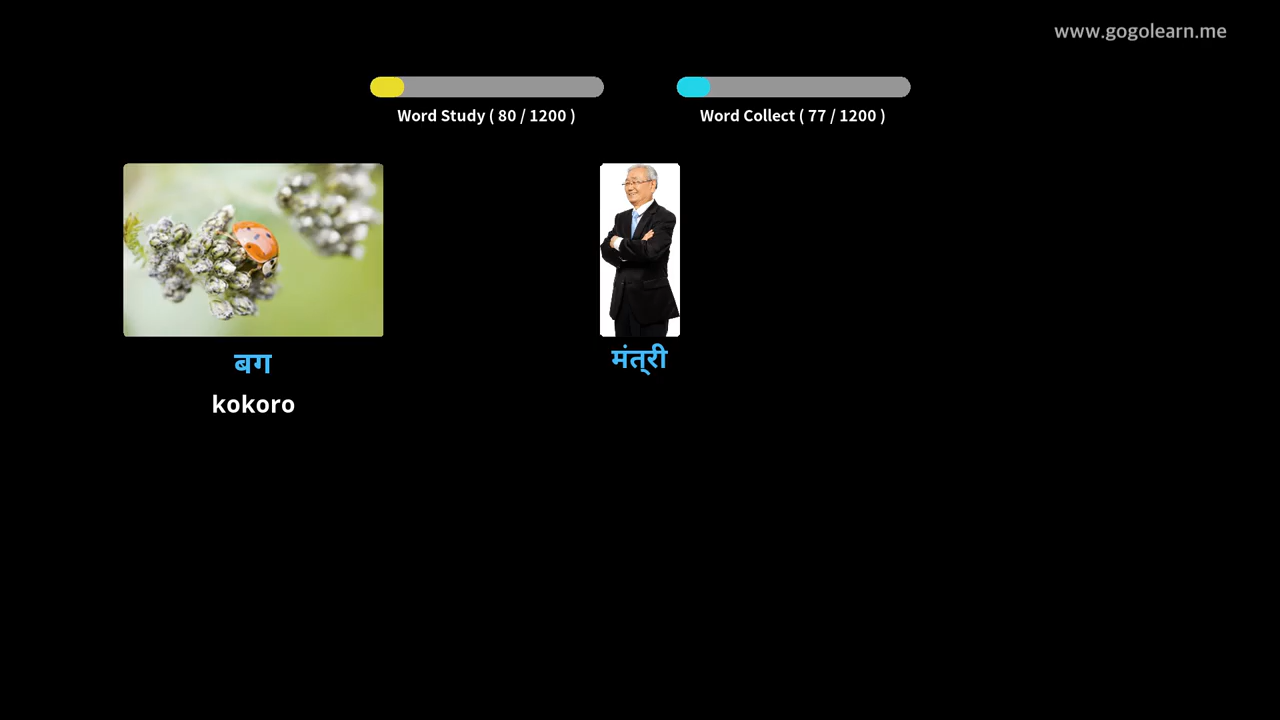 www.gogolearn.me
Word Study ( 80 / 1200 )
Word Collect ( 77 / 1200 )
बग
kokoro
मंत्री